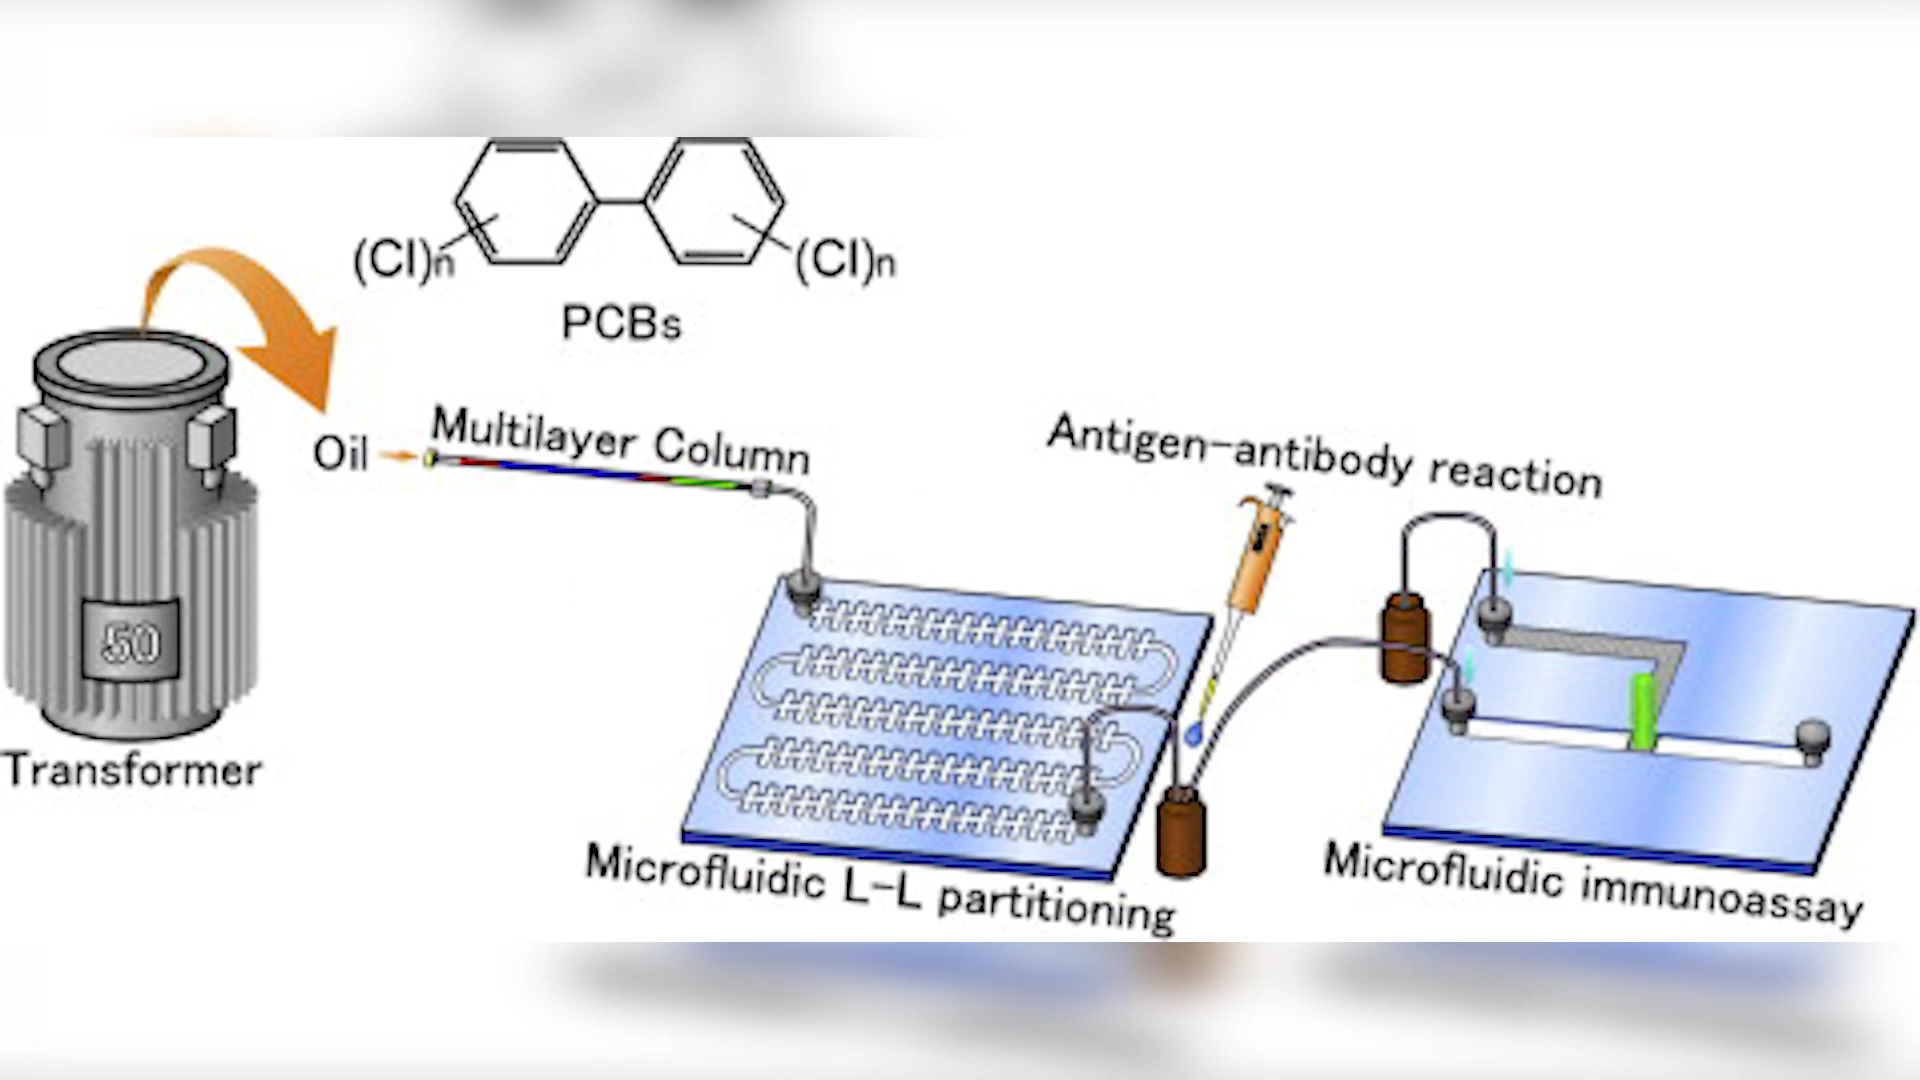 (Cl)n
(Cl)n
PCBs
Oil
Multilayer Column
Antigen-antibody reaction
50
Transformer
Microfluidic L-L partitioning
Microfluidic immunoassay